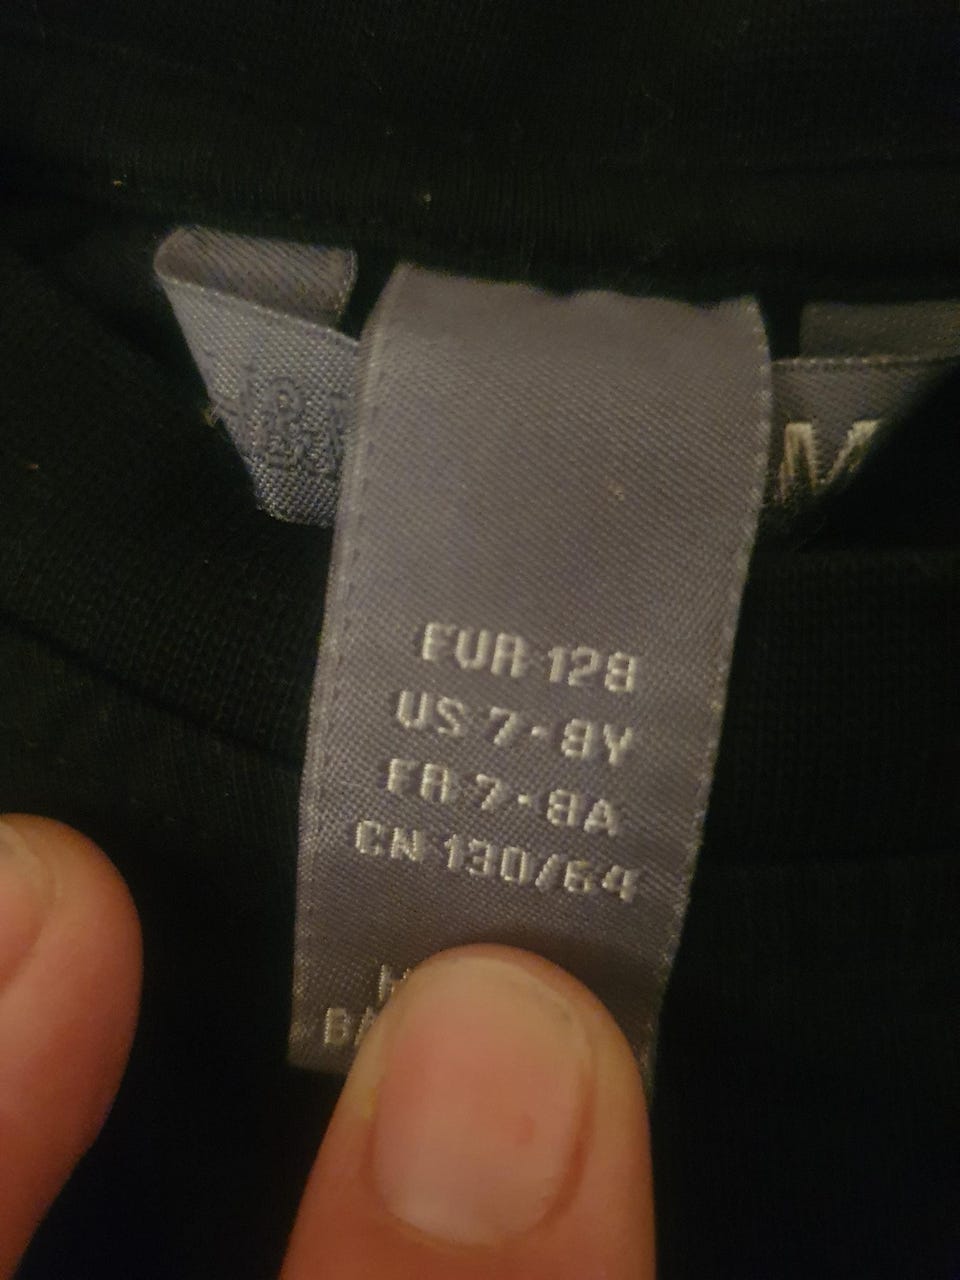 M
EUR 128
US 7-8Y
FR 7-8A
CN 130/64